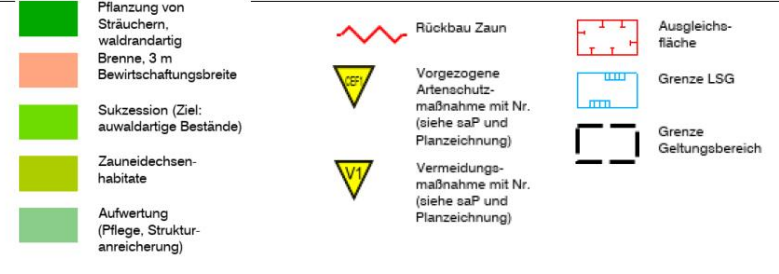 Pflanzung von
Sträuchern,
waldrandartig
Brenne, 3 m
Bewirtschaftungsbreite
Sukzession (Ziel:
auwaldartige Bestände)
Zauneidechsen-
habitate
Aufwertung
(Pflege, Struktur-
anreicherung)
Rückbau Zaun
CEF1
Vorgezogene
Artenschutz-
maßnahme mit Nr.
(siehe saP und
Planzeichnung)
V1
Vermeidungs-
maßnahme mit Nr.
(siehe saP und
Planzeichnung)
Ausgleichs-
fläche
Grenze LSG
Grenze
Geltungsbereich